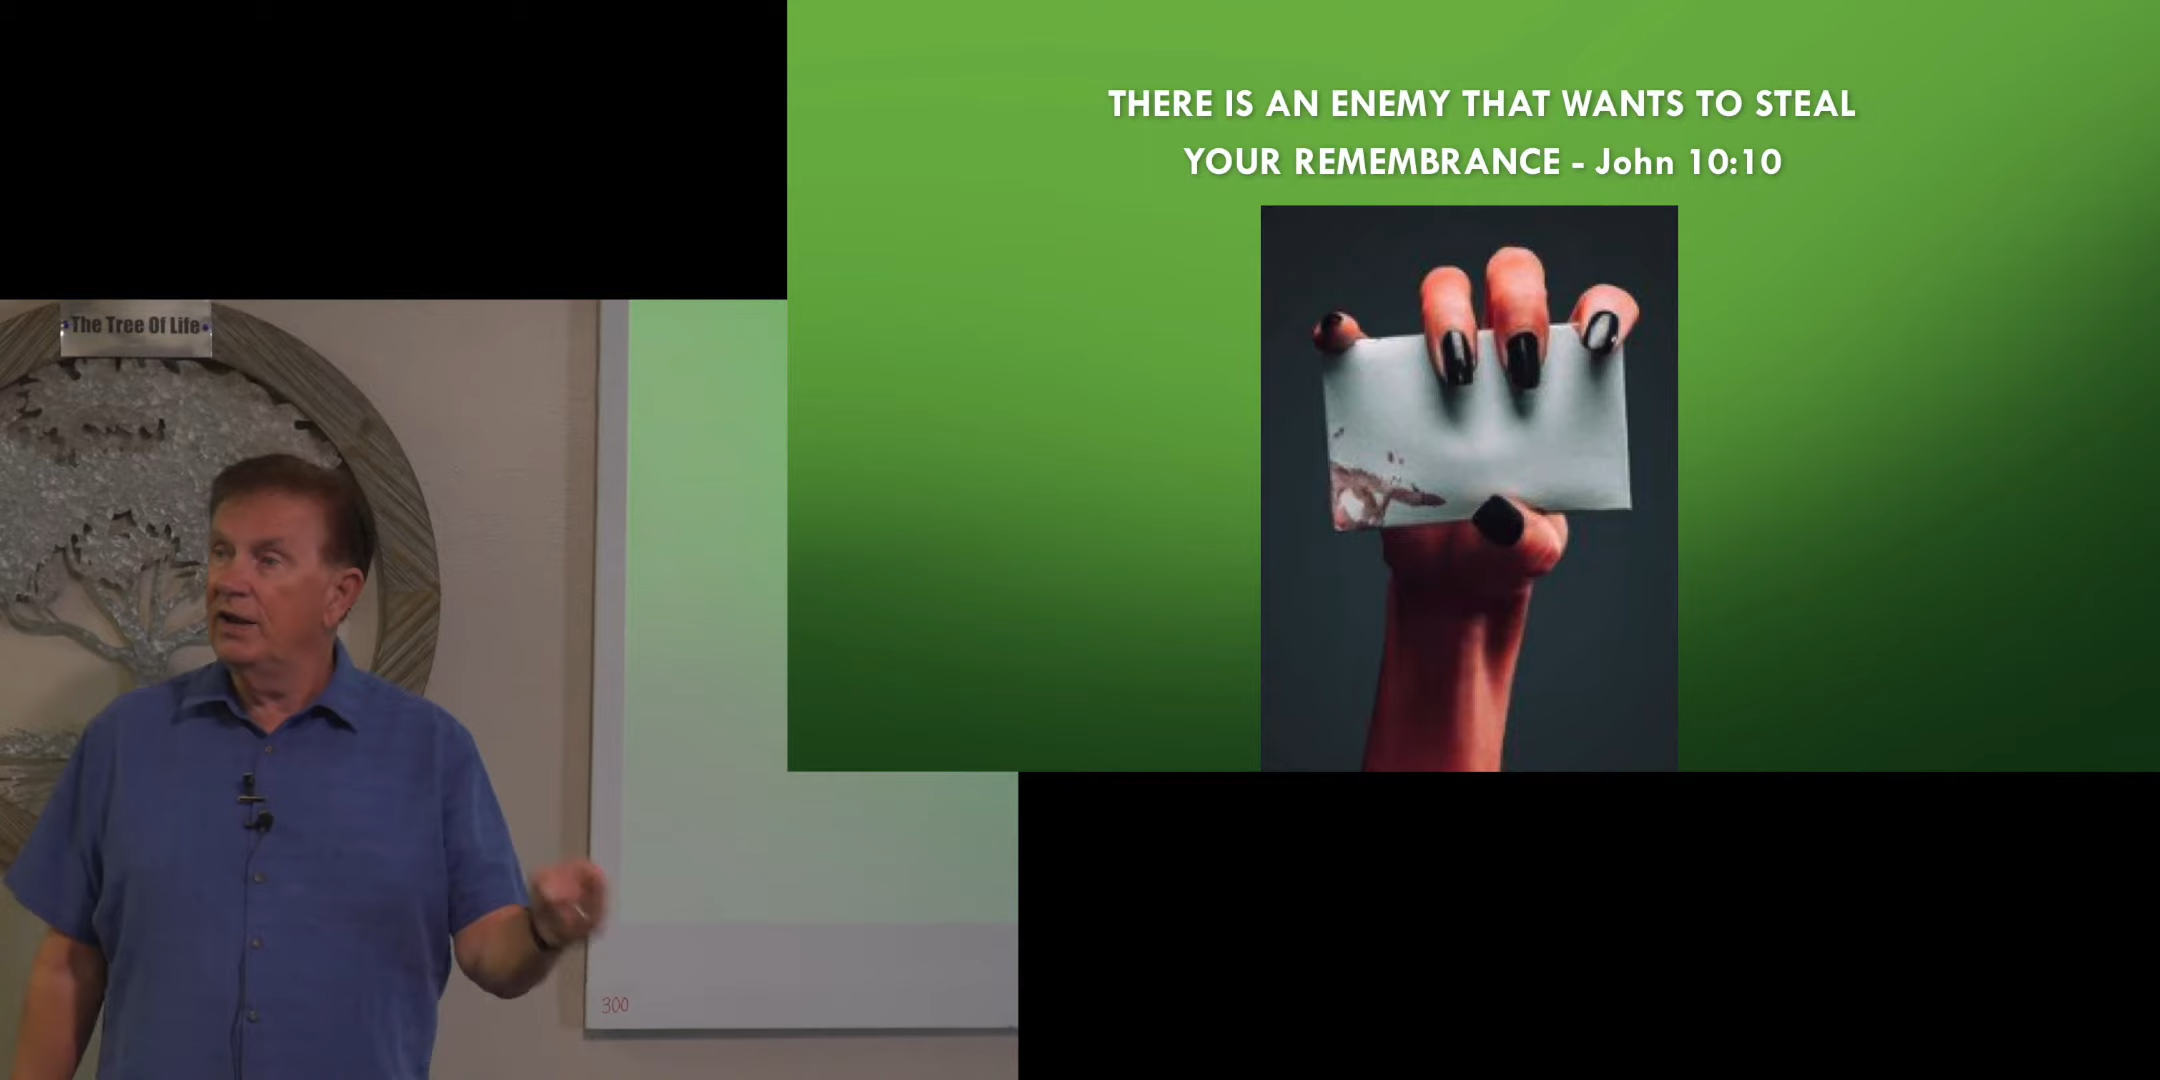 THERE IS AN ENEMY THAT WANTS TO STEAL
YOUR REMEMBRANCE - John 10:10
The Tree Of Life
300